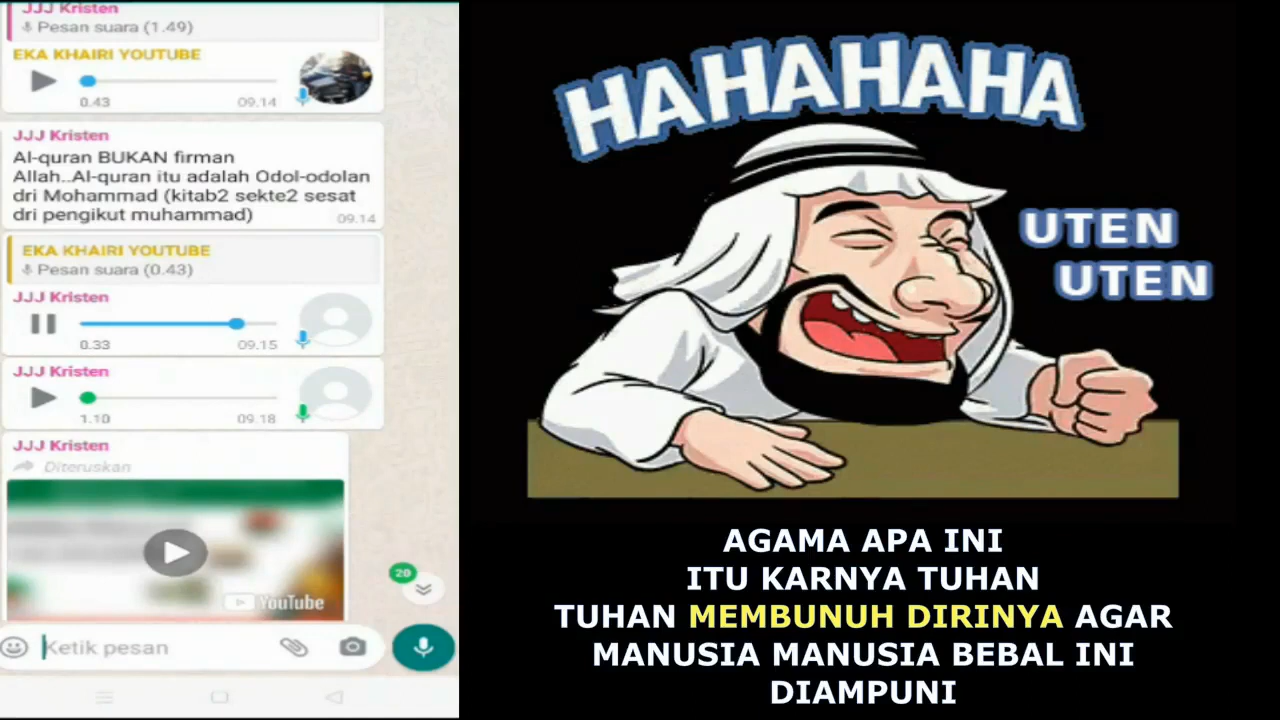 JJJ Kristen
Pesan suara (1.49)
EKA KHAIRI YOUTUBE
0.43
09.14
JJJ Kristen
Al-quran BUKAN firman
Allah..Al-quran itu adalah Odol-odolan
dri Mohammad (kitab2 sekte2 sesat
dri pengikut muhammad)
09.14
EKA KHAIRI YOUTUBE
Pesan suara (0.43)
JJJ Kristen
0.33
09.15
JJJ Kristen
1.10
09.18
JJJ Kristen
Diteruskan
YouTube
20
Ketik pesan
HAHAHAHA
UTEN
UTEN
AGAMA APA INI
ITU KARNYA TUHAN
TUHAN MEMBUNUH DIRINYA AGAR
MANUSIA MANUSIA BEBAL INI
DIAMPUNI